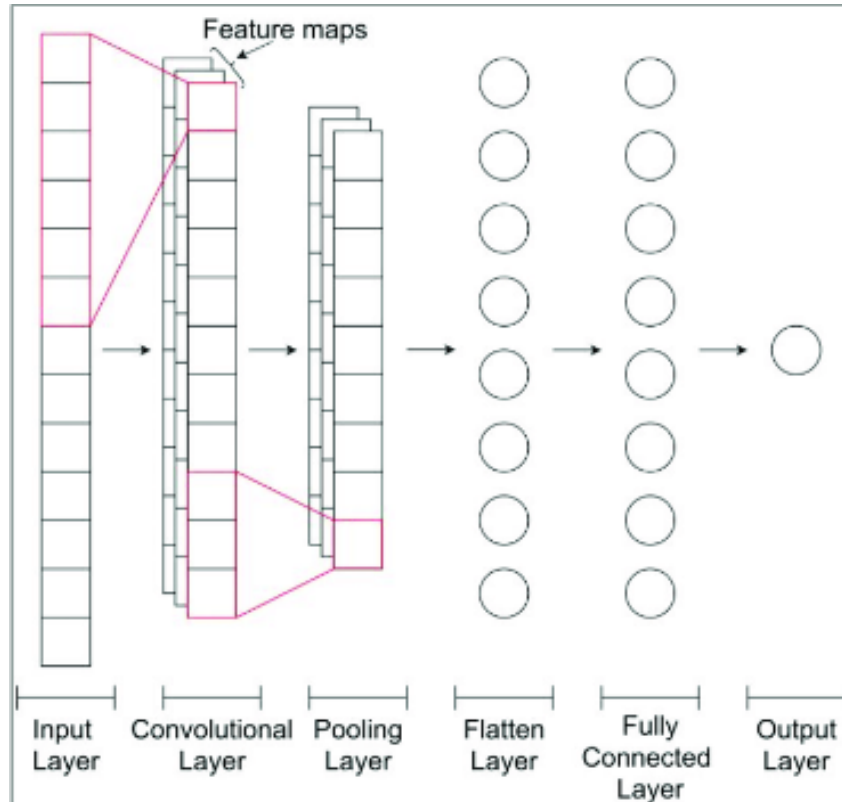 Feature maps
Input
Layer
Convolutional
Layer
Pooling
Layer
Flatten
Layer
Fully
Connected
Layer
Output
Layer